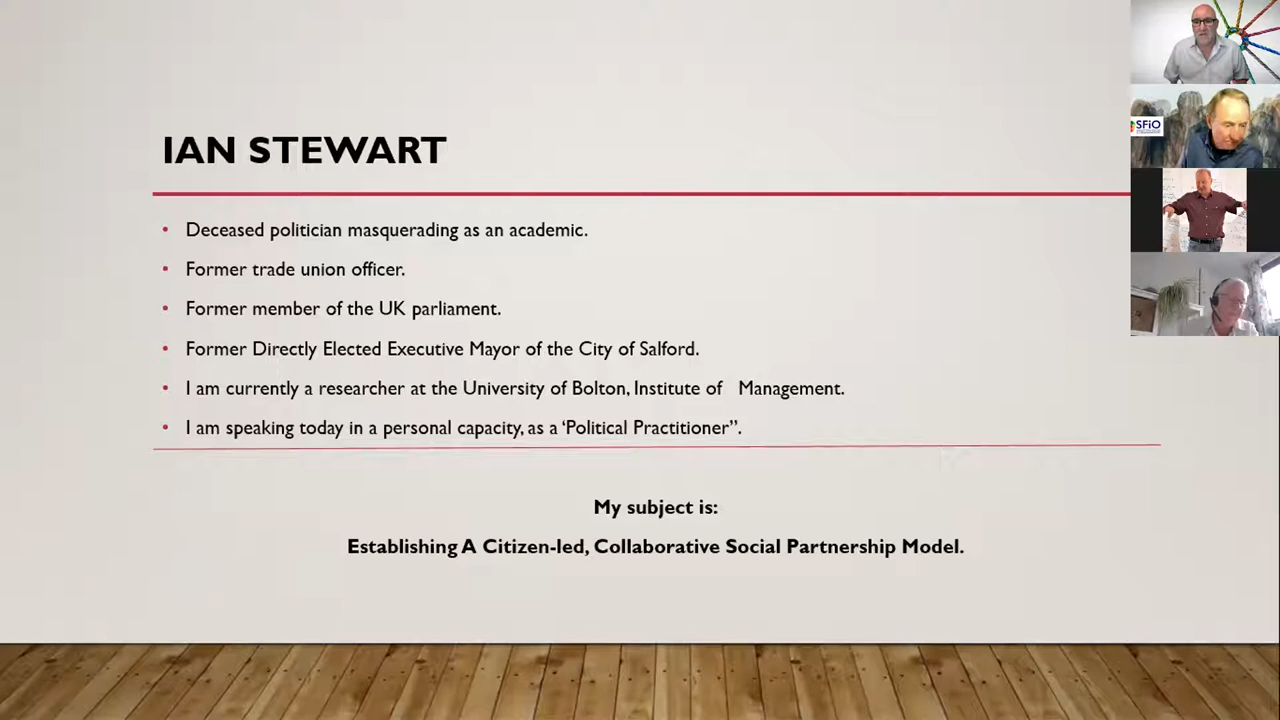 IAN STEWART
Deceased politician masquerading as an academic.
Former trade union officer.
Former member of the UK parliament.
Former Directly Elected Executive Mayor of the City of Salford.
I am currently a researcher at the University of Bolton, Institute of Management.
I am speaking today in a personal capacity, as a ‘Political Practitioner”.
My subject is:
Establishing A Citizen-led, Collaborative Social Partnership Model.
SFiO